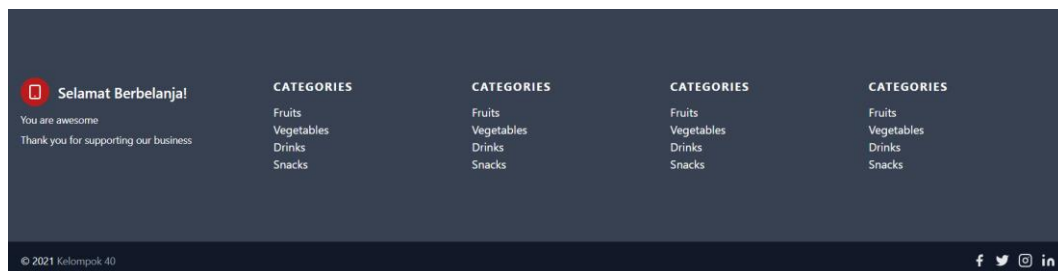 Selamat Berbelanja!
You are awesome
Thank you for supporting our business
CATEGORIES
Fruits
Vegetables
Drinks
Snacks
CATEGORIES
Fruits
Vegetables
Drinks
Snacks
CATEGORIES
Fruits
Vegetables
Drinks
Snacks
CATEGORIES
Fruits
Vegetables
Drinks
Snacks
© 2021 Kelompok 40